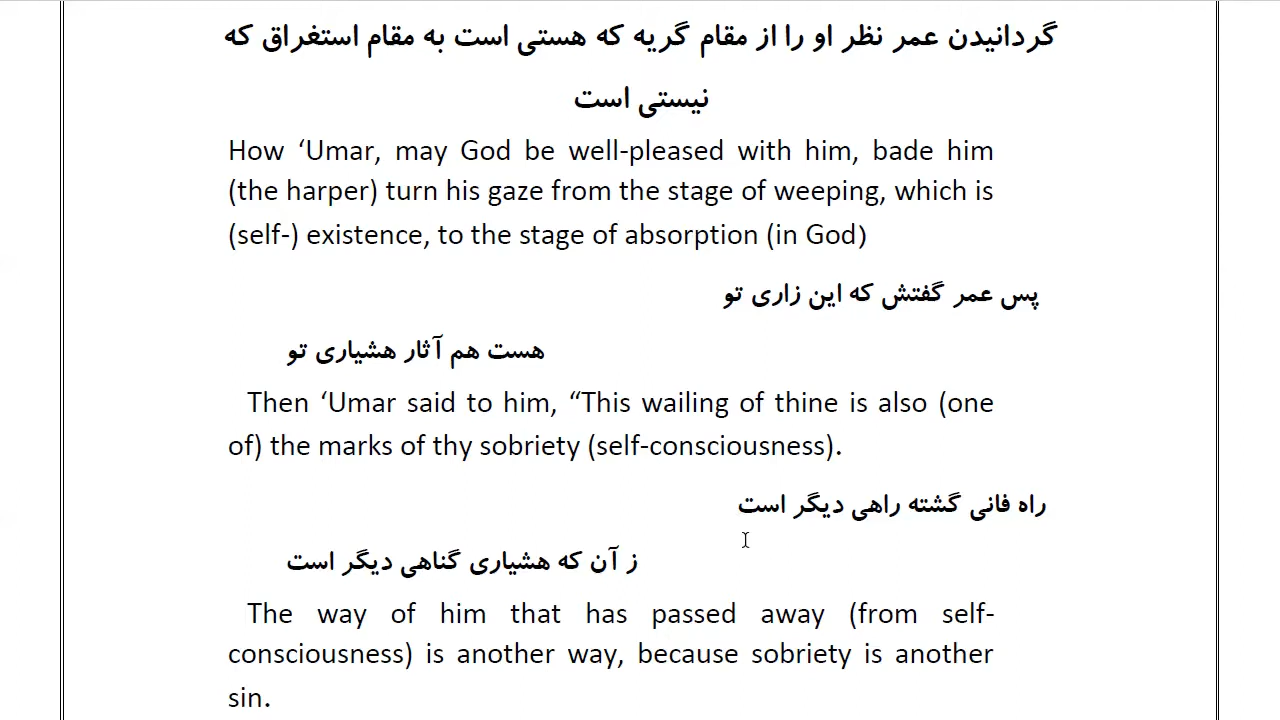 گردانیدن عمر نظر او را از مقام گریه که هستی است به مقام استغراق که
نیستی است
How ‘Umar, may God be well-pleased with him, bade him
(the harper) turn his gaze from the stage of weeping, which is
(self-) existence, to the stage of absorption (in God)
پس عمر گفتش که این زاری تو
هست هم آثار هشیاری تو
Then ‘Umar said to him, “This wailing of thine is also (one
of) the marks of thy sobriety (self-consciousness).
راه فانی گشته راهی دیگر است
ز آن که هشیاری گناهی دیگر است
The way of him that has passed away (from self-
consciousness) is another way, because sobriety is another
sin.